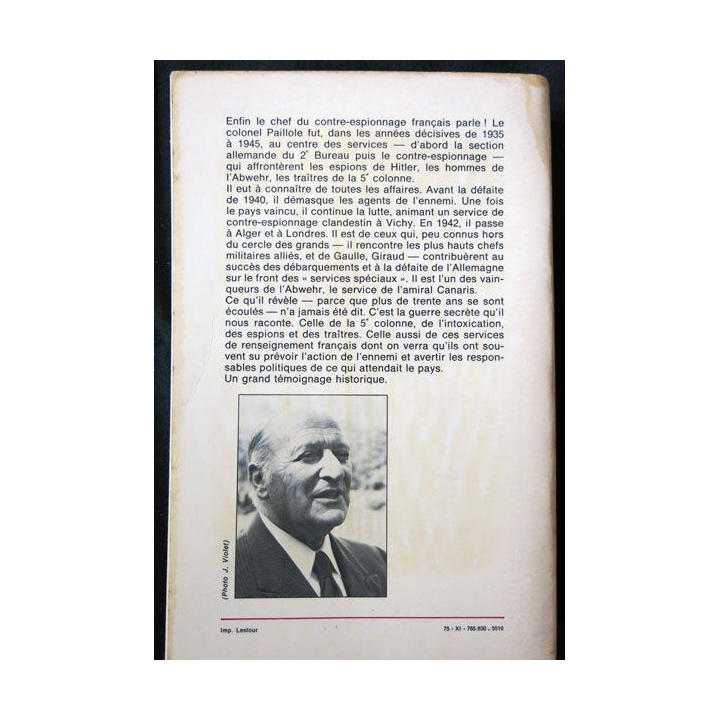 Enfin le chef du contre-espionnage français parle ! Le
colonel Paillole fut, dans les années décisives de 1935
à 1945, au centre des services — d'abord la section
allemande du 2e Bureau puis le contre-espionnage —
qui affrontèrent les espions de Hitler, les hommes de
l'Abwehr, les traîtres de la 5e colonne.
Il eut à connaître de toutes les affaires. Avant la défaite
de 1940, il démasque les agents de l'ennemi. Une fois
le pays vaincu, il continue la lutte, animant un service de
contre-espionnage clandestin à Vichy. En 1942, il passe
à Alger et à Londres. Il est de ceux qui, peu connus hors
du cercle des grands — il rencontre les plus hauts chefs
militaires alliés, et de Gaulle, Giraud — contribuèrent au
succès des débarquements et à la défaite de l'Allemagne
sur le front des « services spéciaux ». Il est l'un des vain-
queurs de l'Abwehr, le service de l'amiral Canaris.
Ce qu'il révèle — parce que plus de trente ans se sont
écoulés — n'a jamais été dit. C'est la guerre secrète qu'il
nous raconte. Celle de la 5e colonne, de l'intoxication,
des espions et des traîtres. Celle aussi de ces services
de renseignement français dont on verra qu'ils ont sou-
vent su prévoir l'action de l'ennemi et avertir les respon-
sables politiques de ce qui attendait le pays.
Un grand témoignage historique.
(Photo J. Violet)
Imp. Lestour
75 - XI - 765.630 - 5510